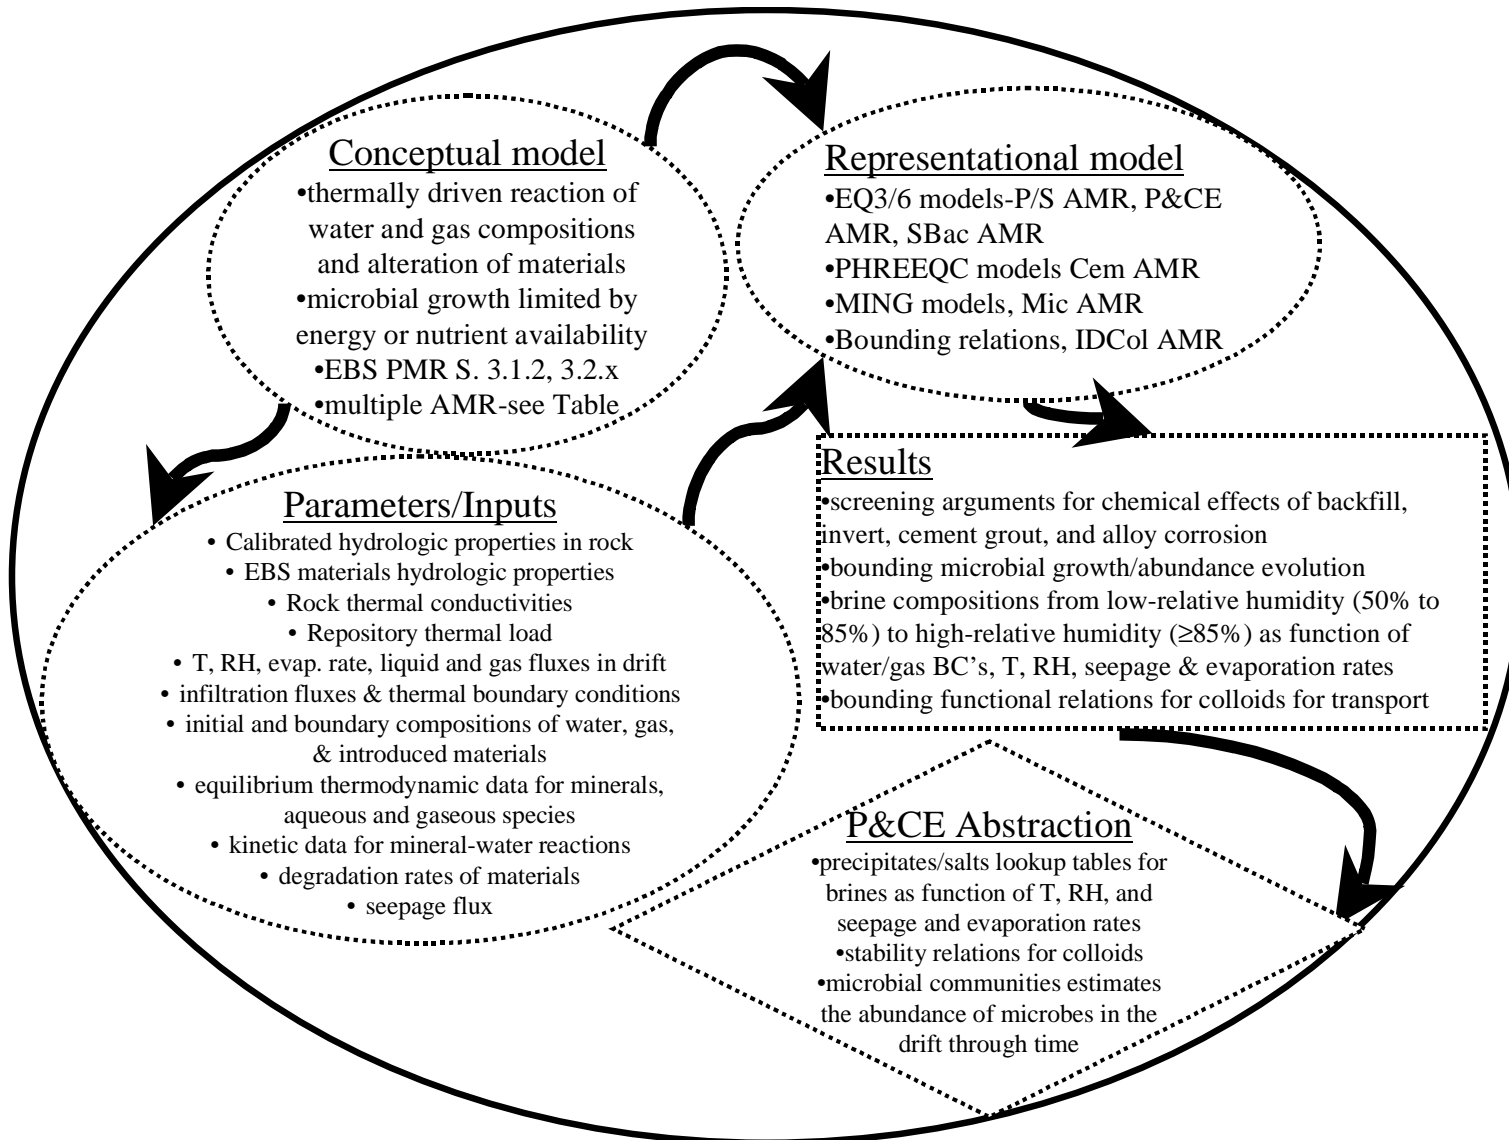 Conceptual model
•thermally driven reaction of
water and gas compositions
and alteration of materials
•microbial growth limited by
energy or nutrient availability
•EBS PMR S. 3.1.2, 3.2.x
•multiple AMR-see Table
Representational model
•EQ3/6 models-P/S AMR, P&CE
AMR, SBac AMR
•PHREEQC models Cem AMR
•MING models, Mic AMR
•Bounding relations, IDCol AMR
Parameters/Inputs
• Calibrated hydrologic properties in rock
• EBS materials hydrologic properties
• Rock thermal conductivities
• Repository thermal load
• T, RH, evap. rate, liquid and gas fluxes in drift
• infiltration fluxes & thermal boundary conditions
• initial and boundary compositions of water, gas,
& introduced materials
• equilibrium thermodynamic data for minerals,
aqueous and gaseous species
• kinetic data for mineral-water reactions
• degradation rates of materials
• seepage flux
Results
•screening arguments for chemical effects of backfill,
invert, cement grout, and alloy corrosion
•bounding microbial growth/abundance evolution
•brine compositions from low-relative humidity (50% to
85%) to high-relative humidity (≥85%) as function of
water/gas BC's, T, RH, seepage & evaporation rates
•bounding functional relations for colloids for transport
P&CE Abstraction
•precipitates/salts lookup tables for
brines as function of T, RH, and
seepage and evaporation rates
•stability relations for colloids
•microbial communities estimates
the abundance of microbes in the
drift through time